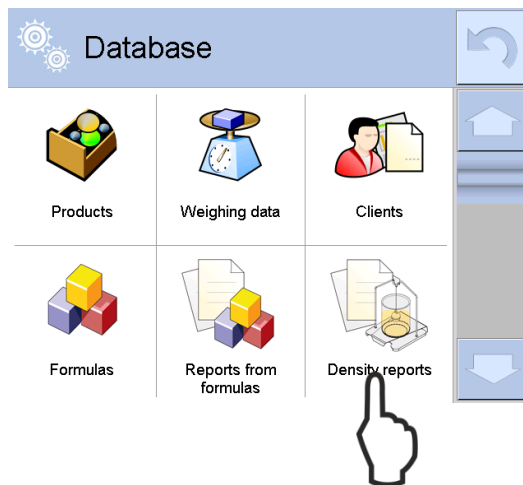 Database
Products
Weighing data
Clients
Formulas
Reports from
formulas
Density reports